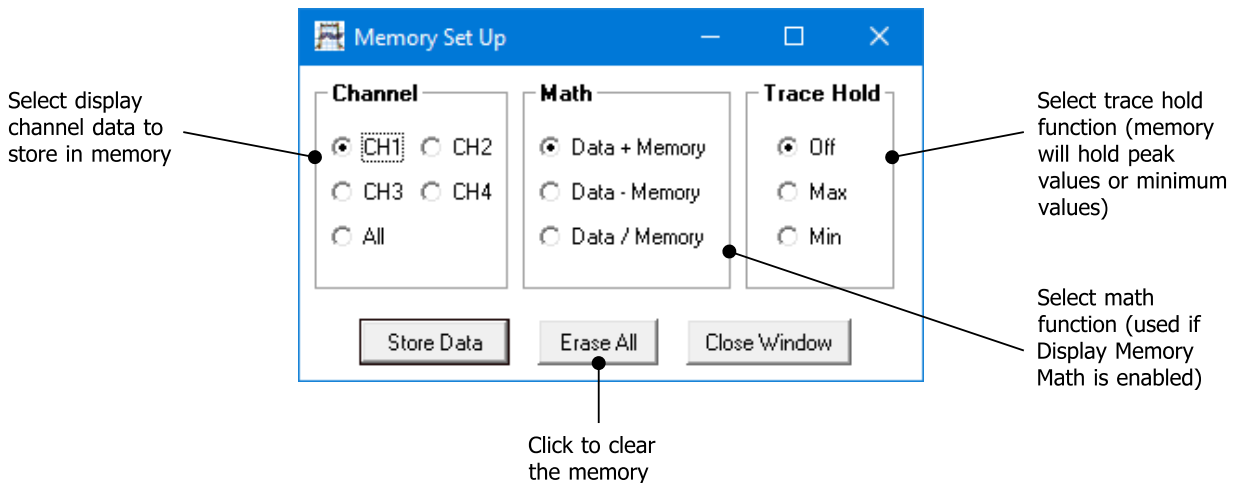 Memory Set Up
Select display
channel data to
store in memory
Channel
CH1 CH2
CH3 CH4
All
Math
Data + Memory
Data - Memory
Data / Memory
Trace Hold
Off
Max
Min
Select trace hold
function (memory
will hold peak
values or minimum
values)
Select math
function (used if
Display Memory
Math is enabled)
Store Data Erase All Close Window
Click to clear
the memory